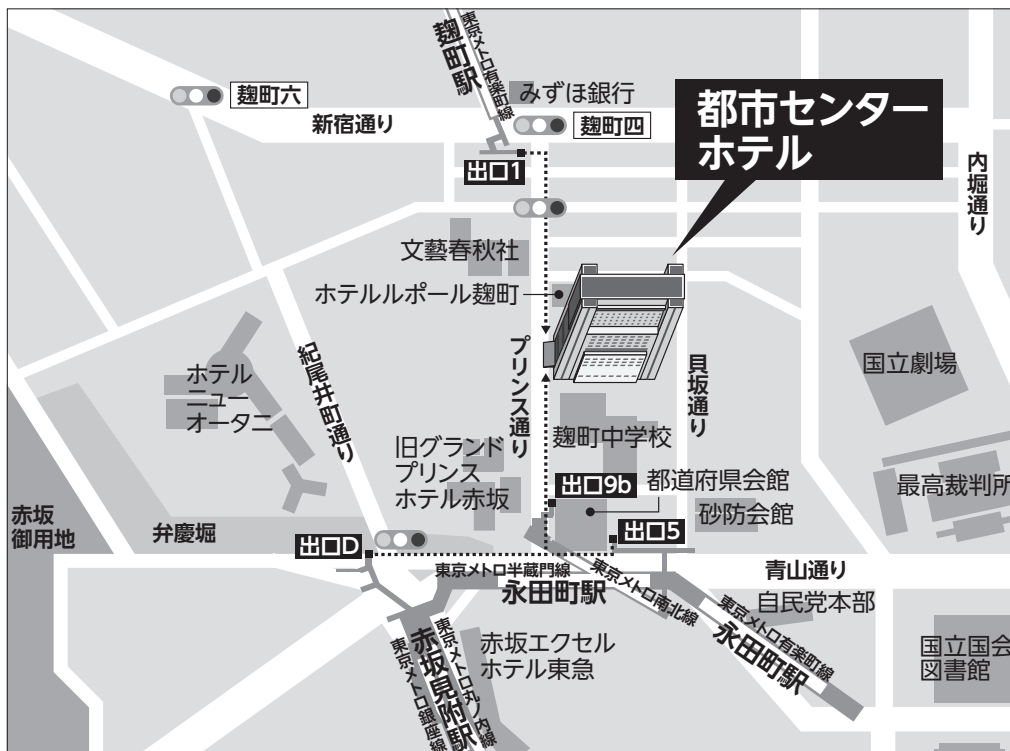 東京メトロ有楽町線
麹町駅
みずほ銀行
麹町六
新宿通り
麹町四
都市センター
ホテル
出口1
内堀通り
文藝春秋社
ホテルルポール麹町
プリンス通り
貝坂通り
国立劇場
紀尾井町通り
ホテル
ニュー
オータニ
麹町中学校
旧グランド
プリンス
ホテル赤坂
出口9b
都道府県会館
最高裁判所
砂防会館
赤坂
御用地
弁慶堀
出口D
出口5
東京メトロ半蔵門線
永田町駅
東京メトロ南北線
青山通り
自民党本部
東京メトロ有楽町線
永田町駅
赤坂エクセル
ホテル東急
国立国会
図書館
東京メトロ丸ノ内線
赤坂見附駅
東京メトロ銀座線